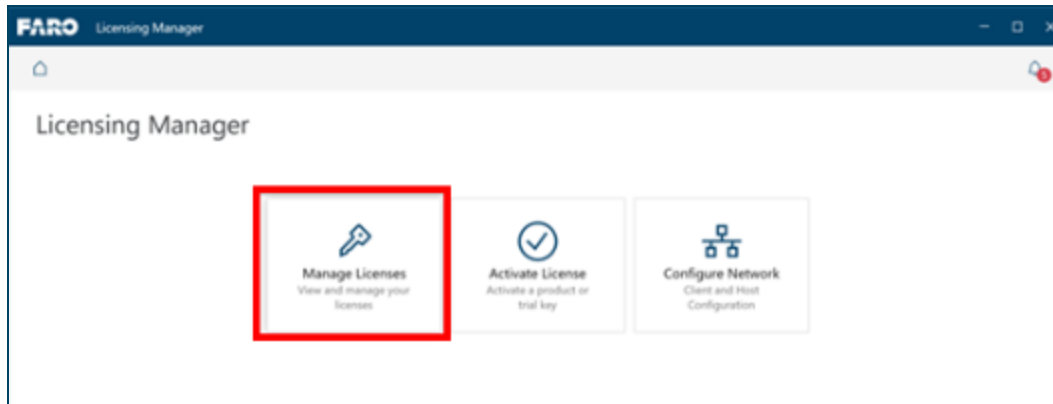 FARO Licensing Manager
5
Licensing Manager
Manage Licenses
View and manage your
licenses
Activate License
Activate a product or
trial key
Configure Network
Client and Host
Configuration